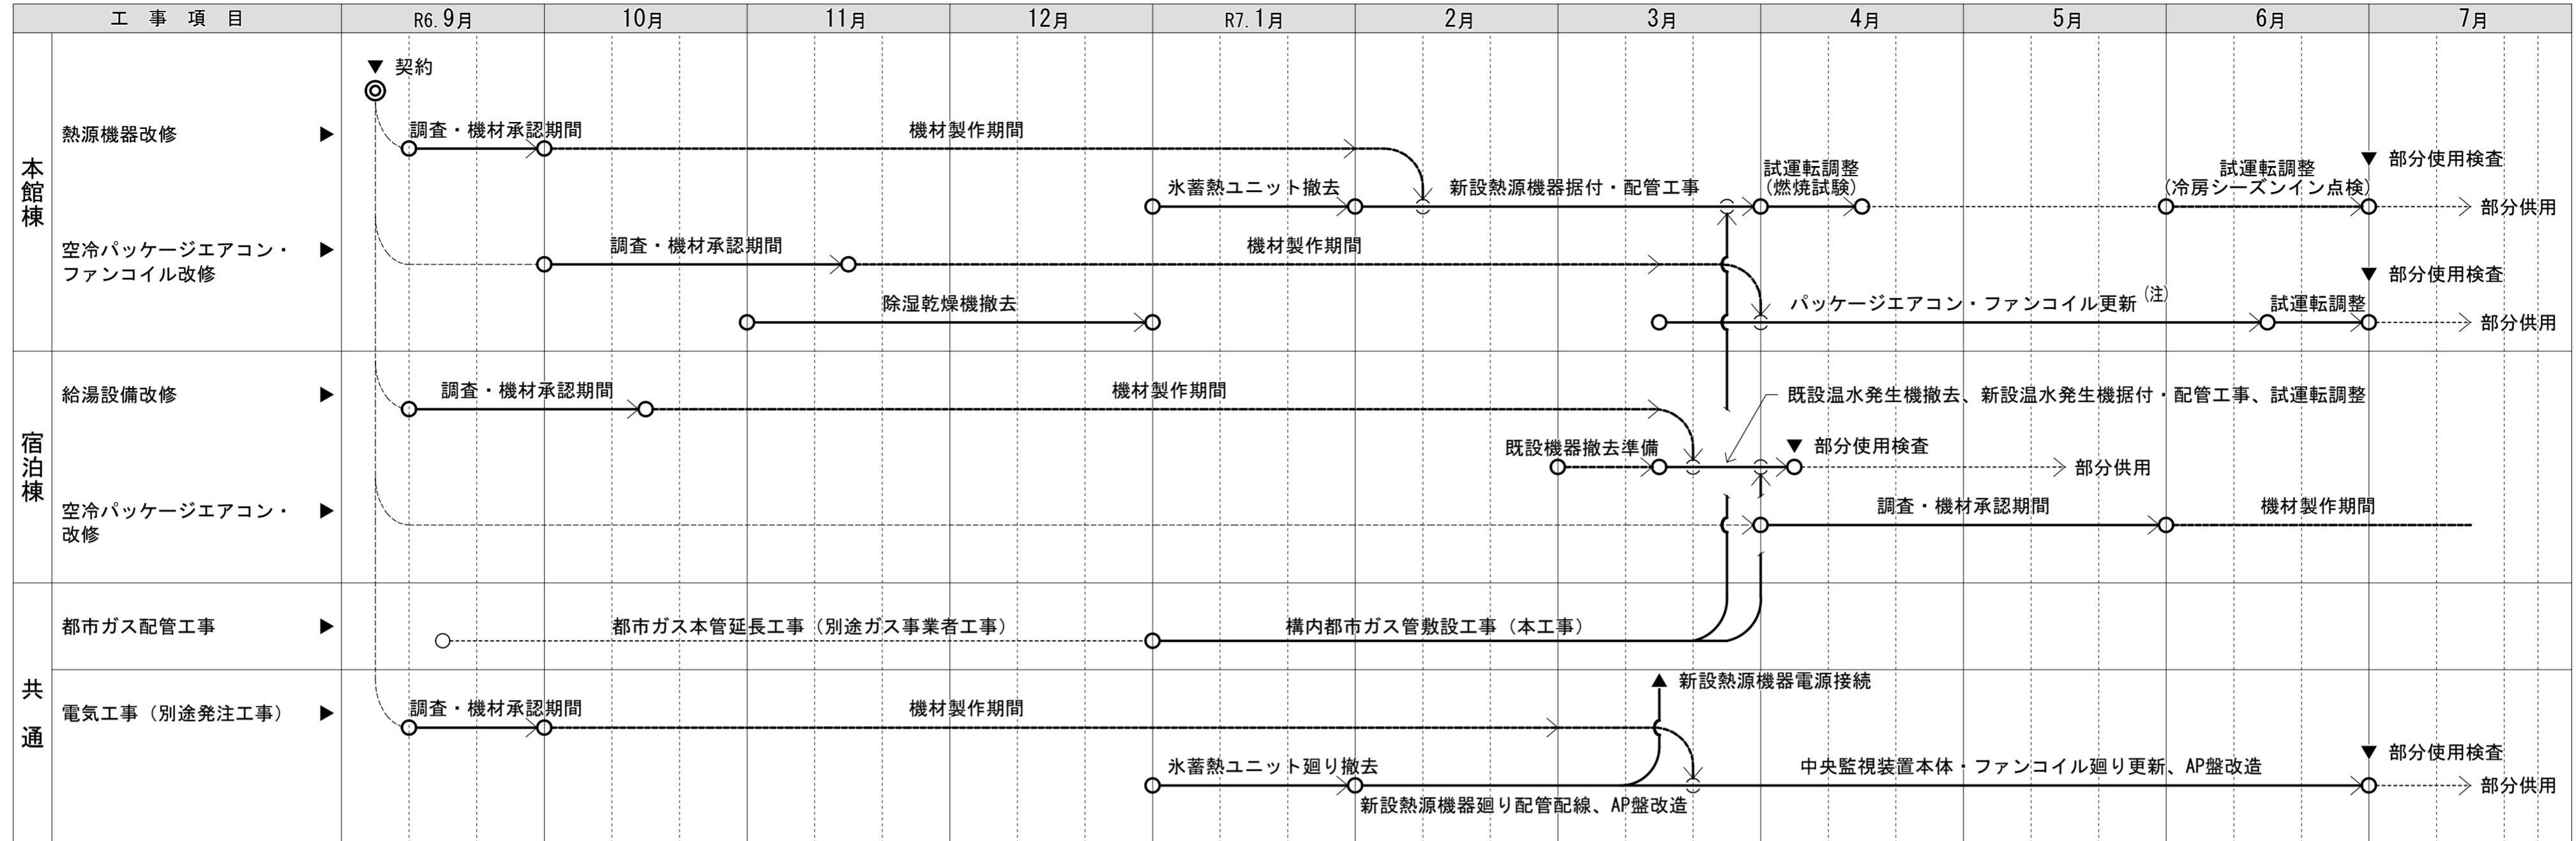 工 事 項 目
R6. 9月
10月
11月
12月
R7. 1月
2月
3月
4月
5月
6月
7月
本館棟
▼ 契約
熱源機器改修 ▶
調査・機材承認期間
機材製作期間
氷蓄熱ユニット撤去
新設熱源機器据付・配管工事
試運転調整
(燃焼試験)
試運転調整
(冷房シーズンイン点検)
▼ 部分使用検査
部分供用
空冷パッケージエアコン・ ▶
ファンコイル改修
調査・機材承認期間
機材製作期間
除湿乾燥機撤去
パッケージエアコン・ファンコイル更新(注)
試運転調整
▼ 部分使用検査
部分供用
宿泊棟
給湯設備改修 ▶
調査・機材承認期間
機材製作期間
既設温水発生機撤去、新設温水発生機据付・配管工事、試運転調整
既設機器撤去準備
▼ 部分使用検査
部分供用
空冷パッケージエアコン・ ▶
改修
調査・機材承認期間
機材製作期間
共通
都市ガス配管工事 ▶
都市ガス本管延長工事（別途ガス事業者工事）
構内都市ガス管敷設工事（本工事）
電気工事（別途発注工事） ▶
調査・機材承認期間
機材製作期間
▲ 新設熱源機器電源接続
氷蓄熱ユニット廻り撤去
新設熱源機器廻り配管配線、AP盤改造
中央監視装置本体・ファンコイル廻り更新、AP盤改造
▼ 部分使用検査
部分供用